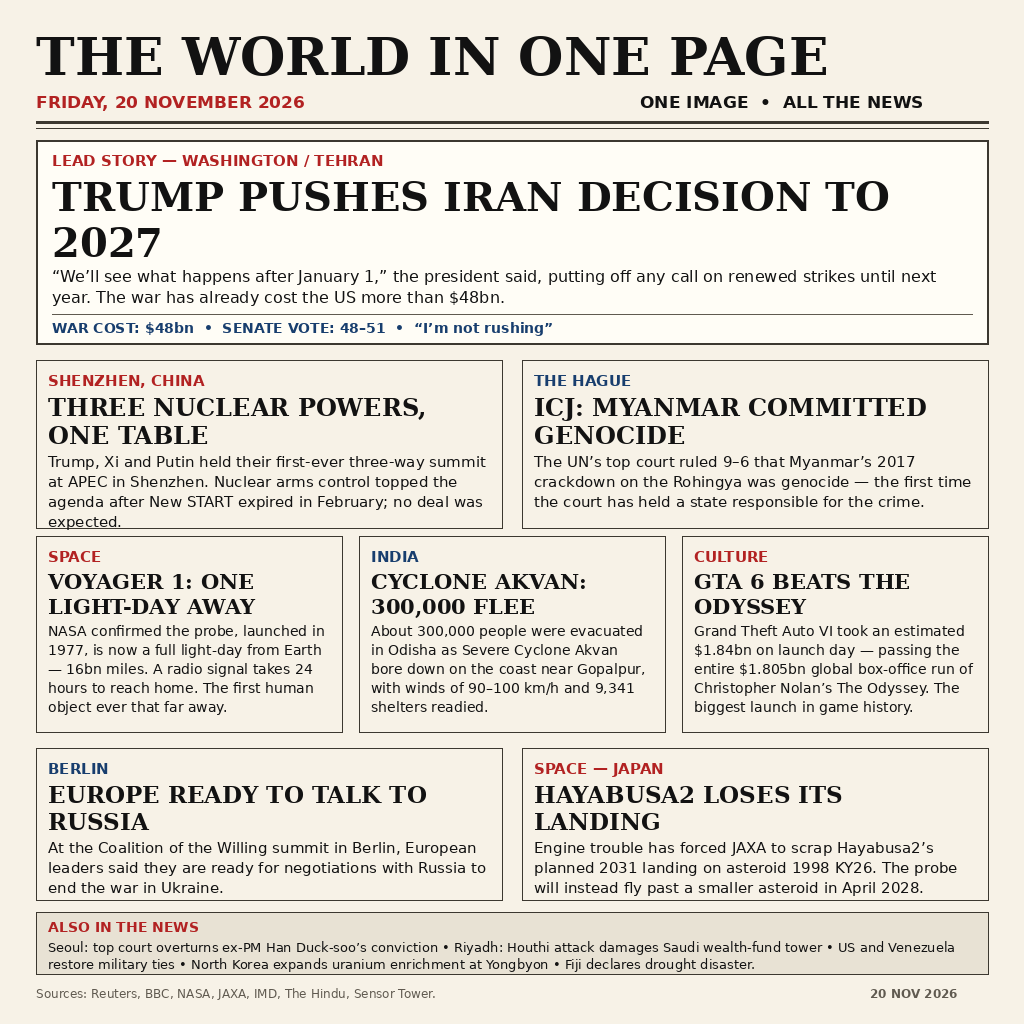 THE WORLD IN ONE PAGE
FRIDAY, 20 NOVEMBER 2026
ONE IMAGE • ALL THE NEWS
LEAD STORY — WASHINGTON / TEHRAN
TRUMP PUSHES IRAN DECISION TO
2027
“We’ll see what happens after January 1,” the president said, putting off any call on renewed strikes until next
year. The war has already cost the US more than $48bn.
WAR COST: $48bn • SENATE VOTE: 48–51 • “I’m not rushing”
SHENZHEN, CHINA
THREE NUCLEAR POWERS,
ONE TABLE
Trump, Xi and Putin held their first-ever three-way summit
at APEC in Shenzhen. Nuclear arms control topped the
agenda after New START expired in February; no deal was
expected.
THE HAGUE
ICJ: MYANMAR COMMITTED
GENOCIDE
The UN’s top court ruled 9–6 that Myanmar’s 2017
crackdown on the Rohingya was genocide — the first time
the court has held a state responsible for the crime.
SPACE
VOYAGER 1: ONE
LIGHT-DAY AWAY
NASA confirmed the probe, launched in
1977, is now a full light-day from Earth
— 16bn miles. A radio signal takes 24
hours to reach home. The first human
object ever that far away.
INDIA
CYCLONE AKVAN:
300,000 FLEE
About 300,000 people were evacuated
in Odisha as Severe Cyclone Akvan
bore down on the coast near Gopalpur,
with winds of 90–100 km/h and 9,341
shelters readied.
CULTURE
GTA 6 BEATS THE
ODYSSEY
Grand Theft Auto VI took an estimated
$1.84bn on launch day — passing the
entire $1.805bn global box-office run of
Christopher Nolan’s The Odyssey. The
biggest launch in game history.
BERLIN
EUROPE READY TO TALK TO
RUSSIA
At the Coalition of the Willing summit in Berlin, European
leaders said they are ready for negotiations with Russia to
end the war in Ukraine.
SPACE — JAPAN
HAYABUSA2 LOSES ITS
LANDING
Engine trouble has forced JAXA to scrap Hayabusa2’s
planned 2031 landing on asteroid 1998 KY26. The probe
will instead fly past a smaller asteroid in April 2028.
ALSO IN THE NEWS
Seoul: top court overturns ex-PM Han Duck-soo’s conviction • Riyadh: Houthi attack damages Saudi wealth-fund tower • US and Venezuela
restore military ties • North Korea expands uranium enrichment at Yongbyon • Fiji declares drought disaster.
Sources: Reuters, BBC, NASA, JAXA, IMD, The Hindu, Sensor Tower.
20 NOV 2026